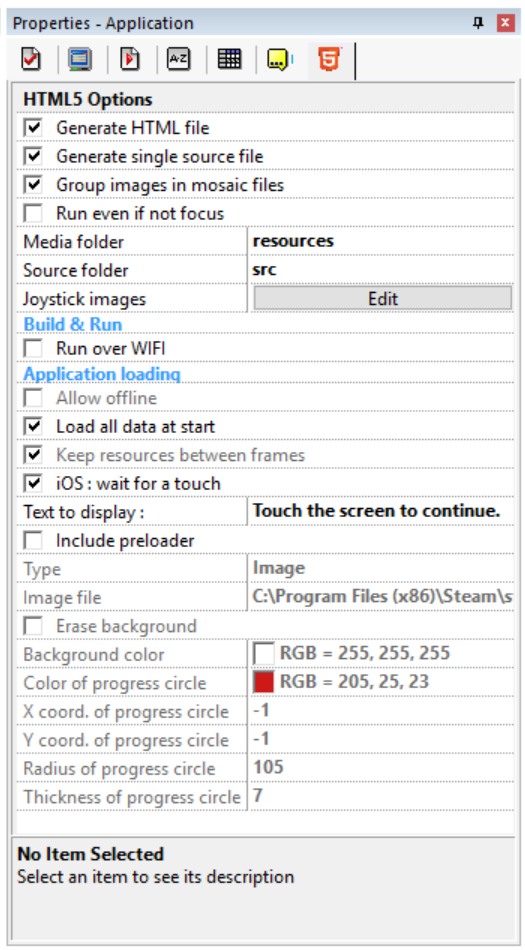 Properties - Application
A-Z
5
HTML5 Options
Generate HTML file
Generate single source file
Group images in mosaic files
Run even if not focus
Media folder resources
Source folder src
Joystick images Edit
Build & Run
Run over WIFI
Application loading
Allow offline
Load all data at start
Keep resources between frames
iOS : wait for a touch
Text to display : Touch the screen to continue.
Include preloader
Type Image
Image file C:\Program Files (x86)\Steam\s
Erase background
Background color RGB = 255, 255, 255
Color of progress circle RGB = 205, 25, 23
X coord. of progress circle -1
Y coord. of progress circle -1
Radius of progress circle 105
Thickness of progress circle 7
No Item Selected
Select an item to see its description